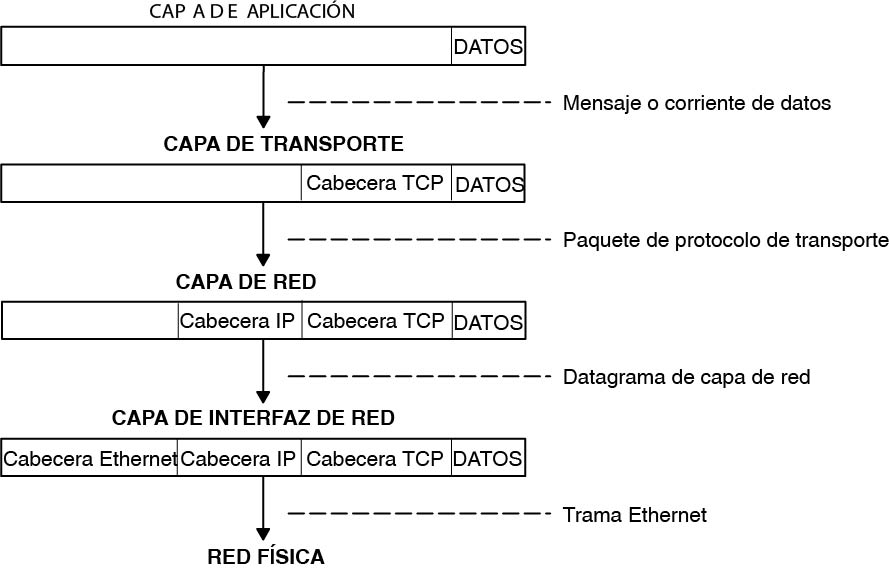 CAPA DE APLICACIÓN
DATOS
Mensaje o corriente de datos
CAPA DE TRANSPORTE
Cabecera TCP DATOS
Paquete de protocolo de transporte
CAPA DE RED
Cabecera IP Cabecera TCP DATOS
Datagrama de capa de red
CAPA DE INTERFAZ DE RED
Cabecera Ethernet Cabecera IP Cabecera TCP DATOS
Trama Ethernet
RED FÍSICA